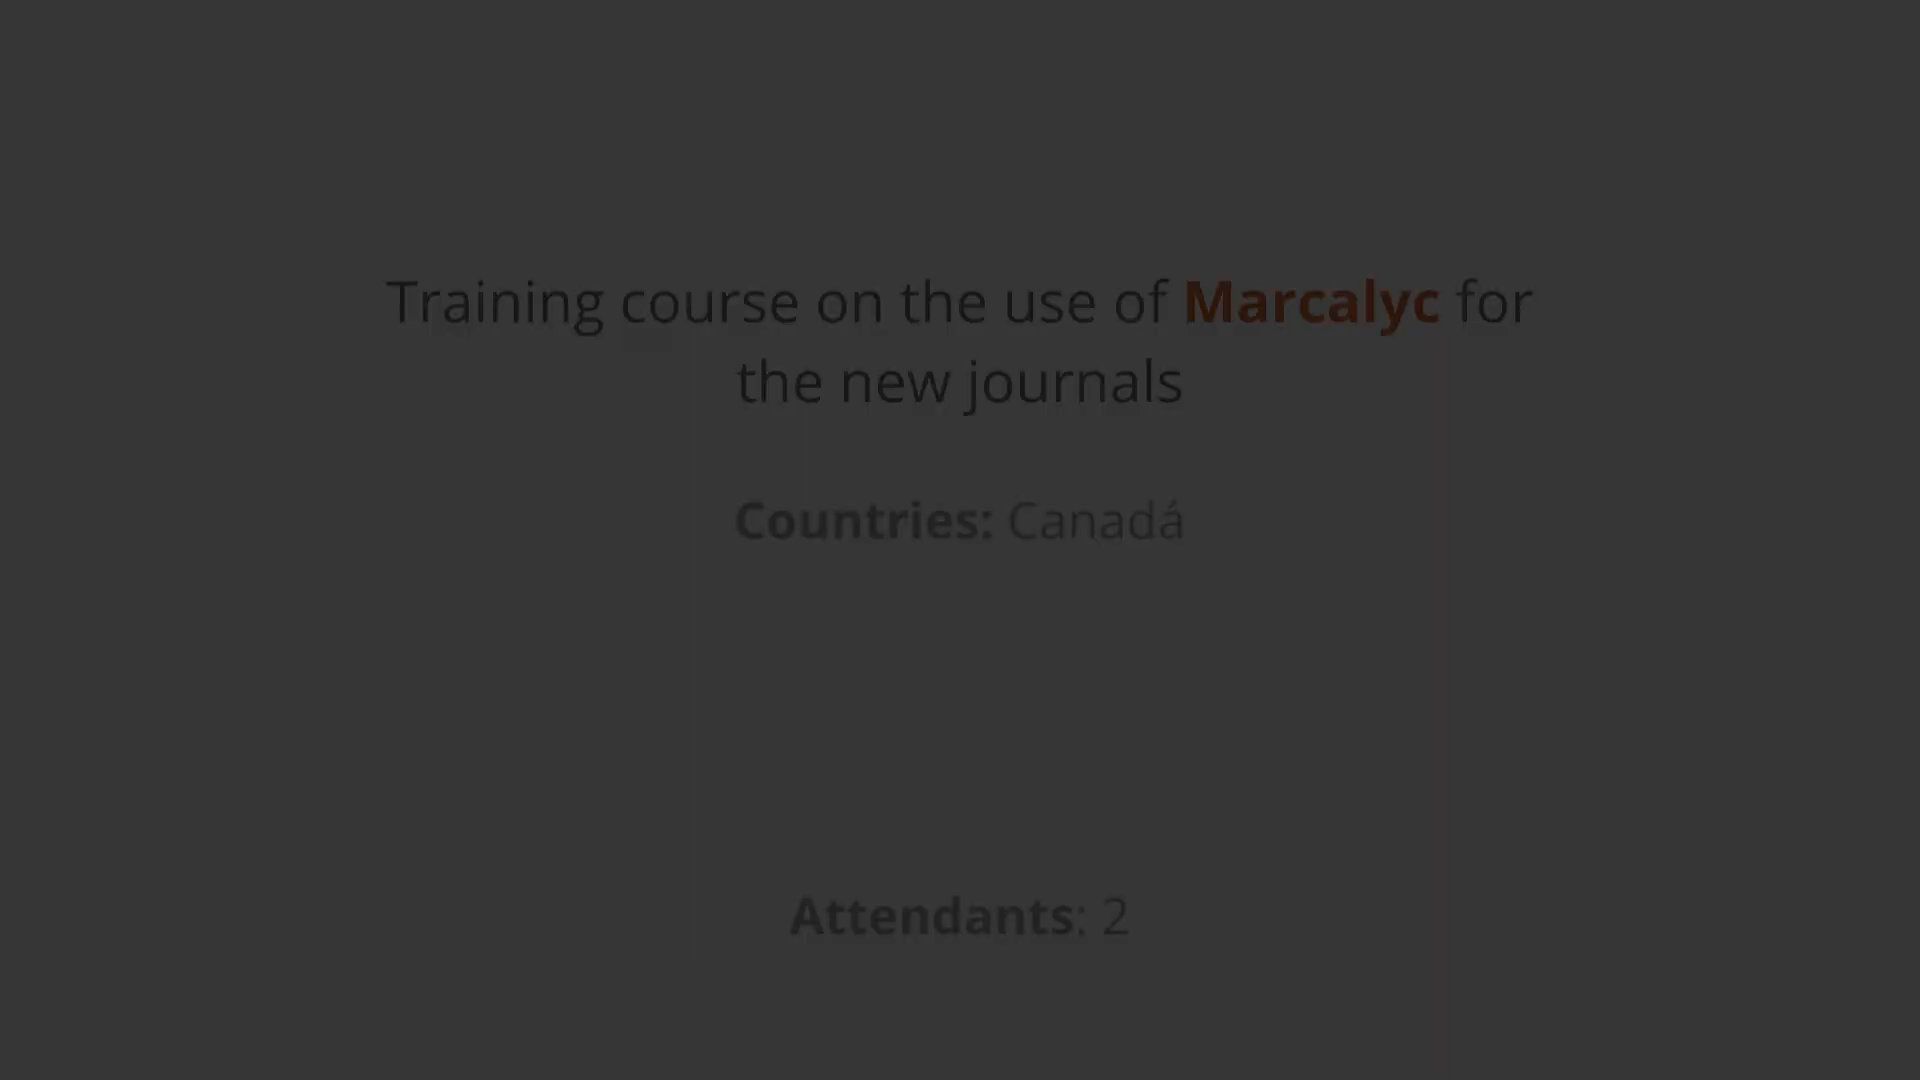 Training course on the use of Marcalyc for
the new journals
Countries: Canadá
Attendants: 2